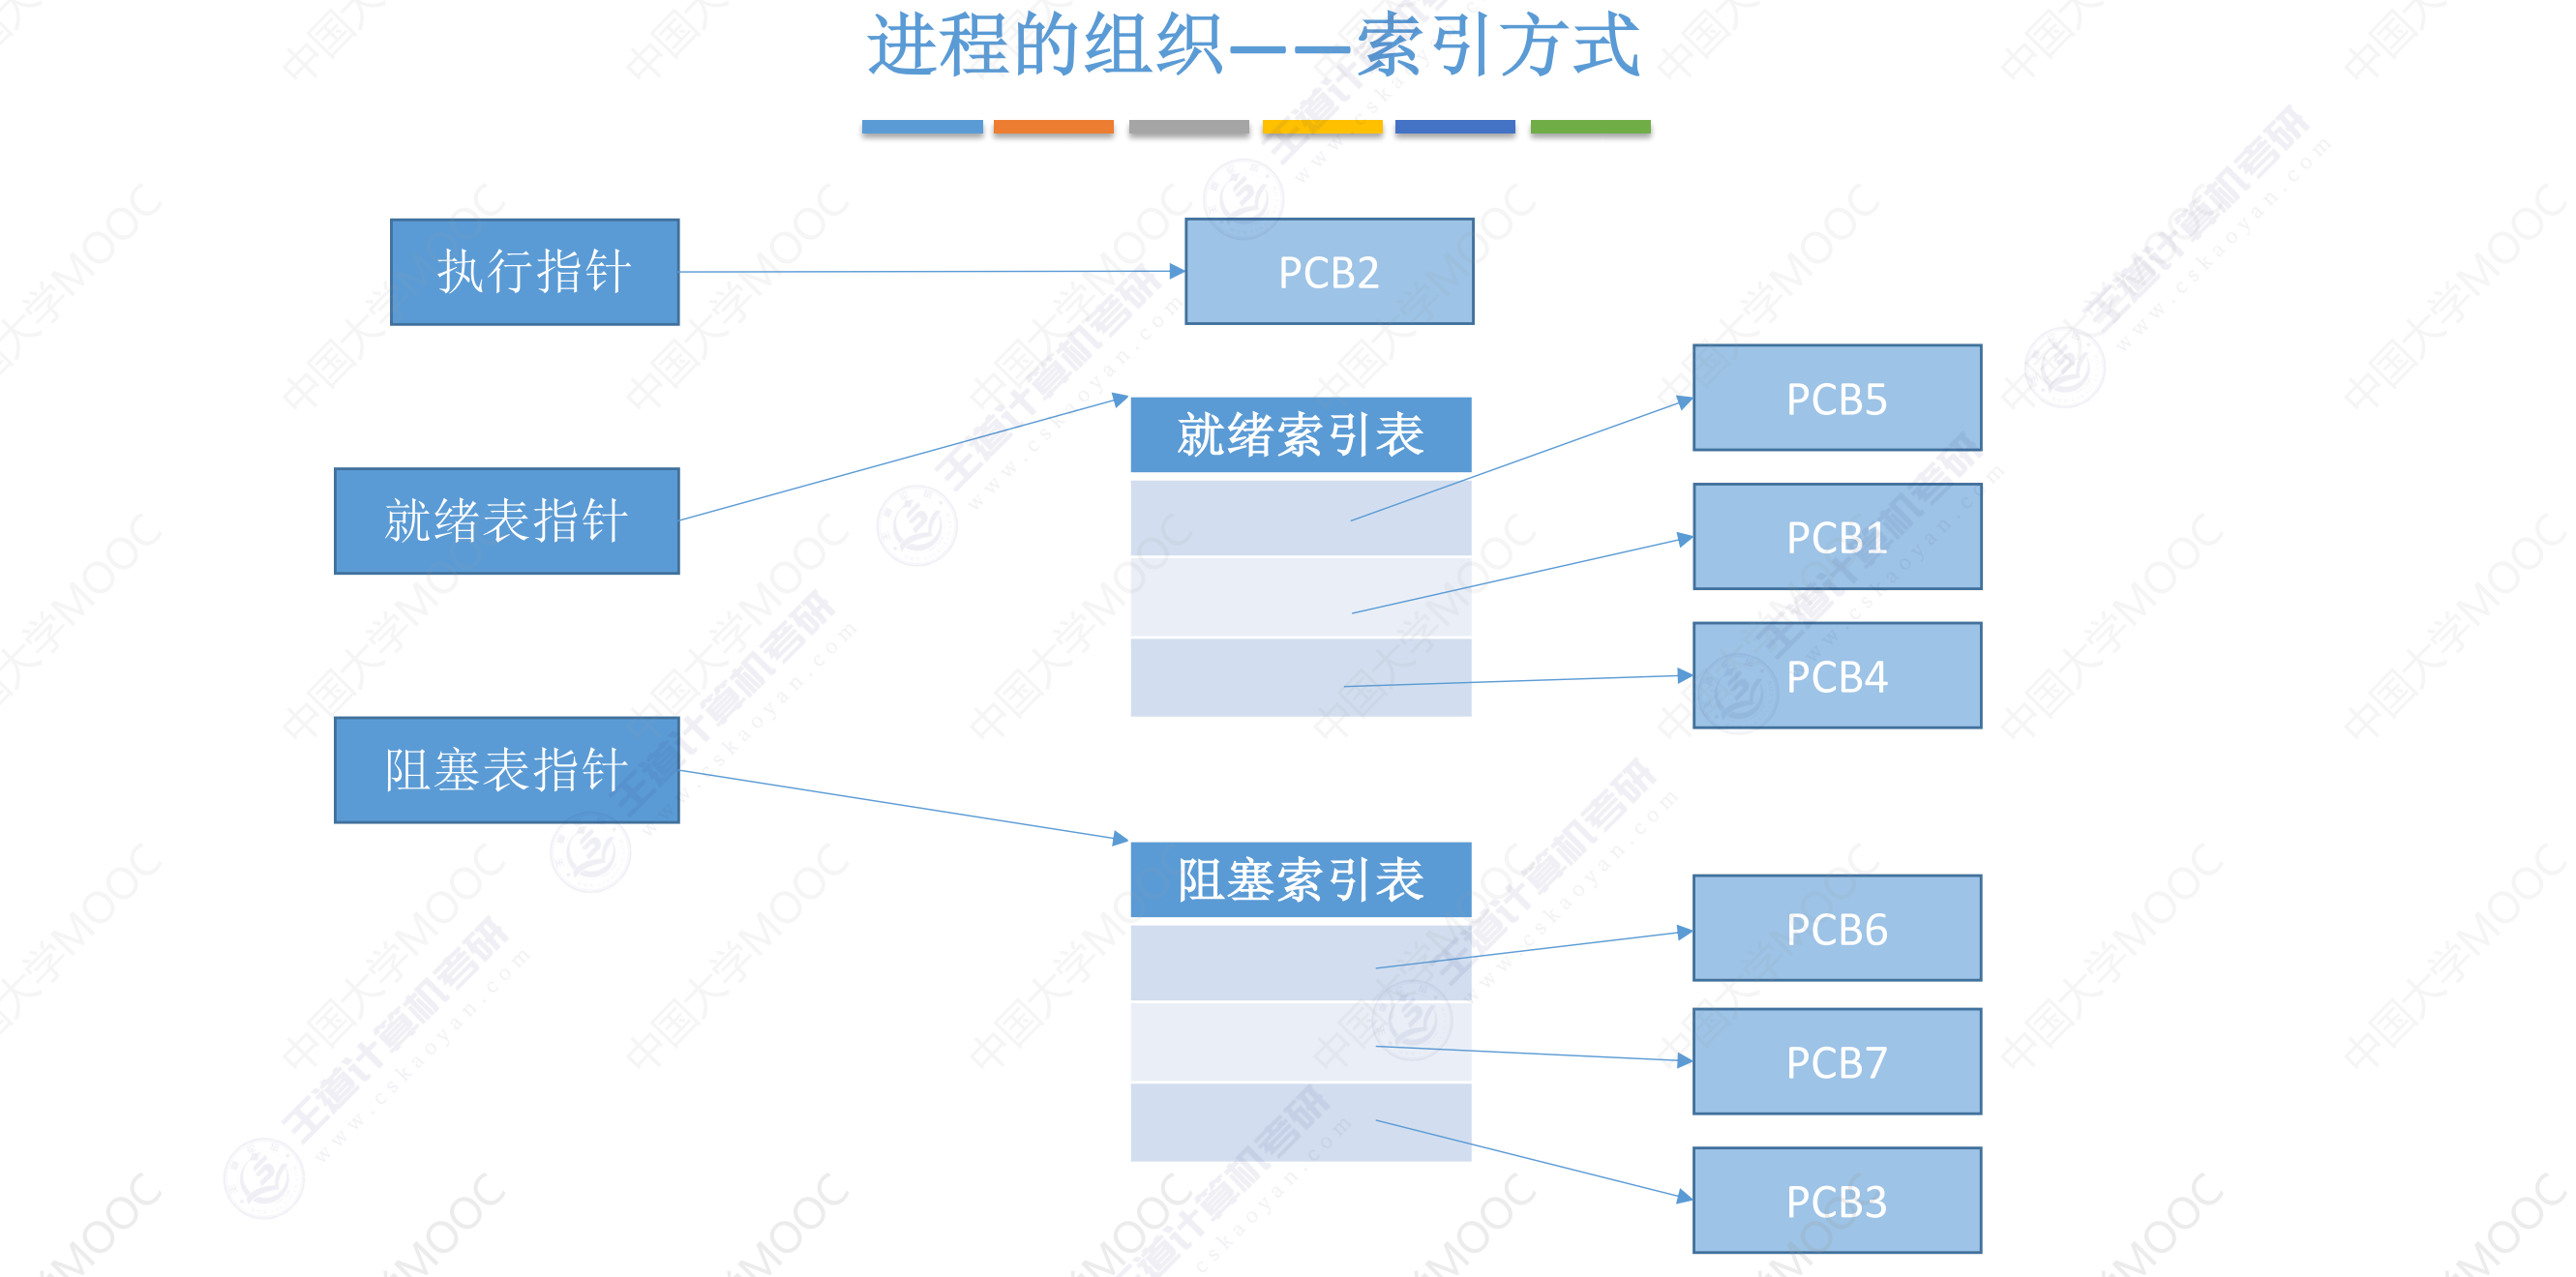 进程的组织——索引方式
执行指针
PCB2
就绪表指针
就绪索引表
PCB5
PCB1
PCB4
阻塞表指针
阻塞索引表
PCB6
PCB7
PCB3
中国大学MOOC
王道计算机考研
www.cskaoyan.com